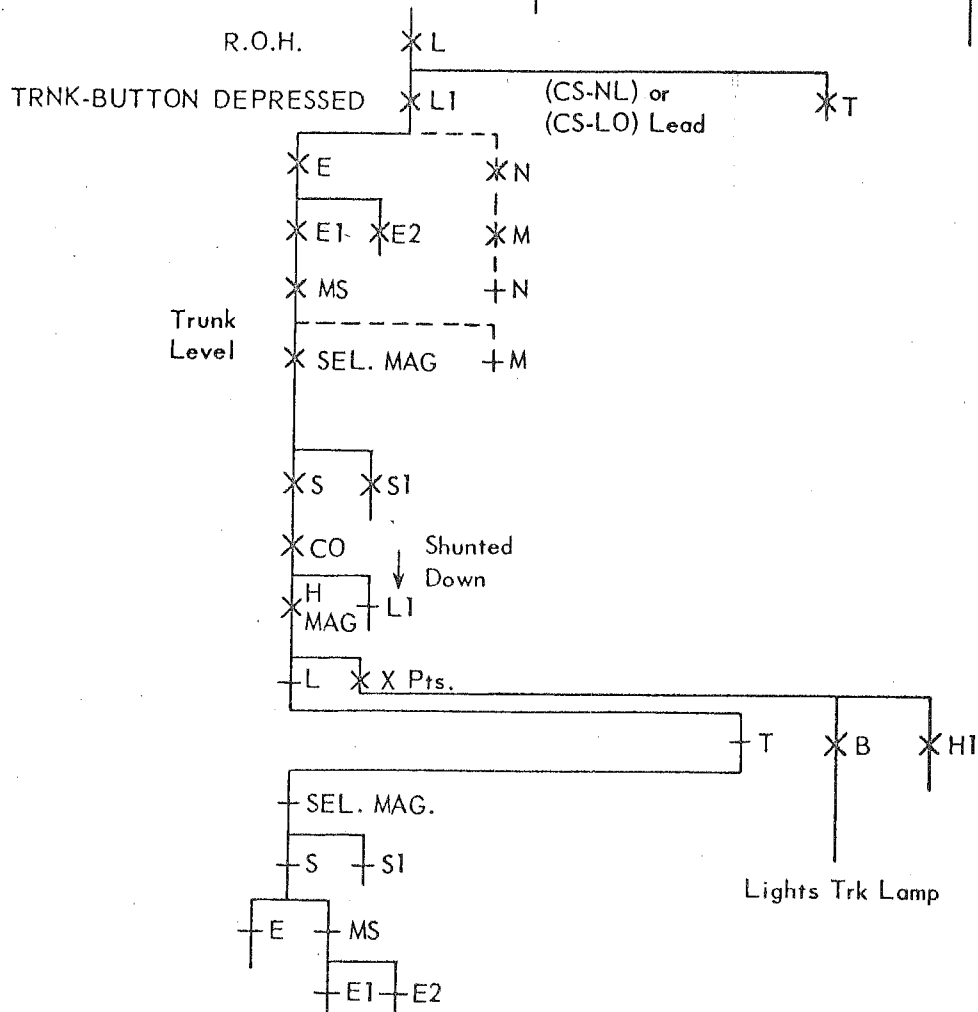 R.O.H. L
TRNK-BUTTON DEPRESSED L1 (CS-NL) or T
(CS-LO) Lead
E N
E1 E2 M
MS N
Trunk
Level
SEL. MAG M
S S1
CO Shunted
Down
H
MAG L1
L X Pts.
T B H1
SEL. MAG.
S S1
Lights Trk Lamp
E MS
E1 E2